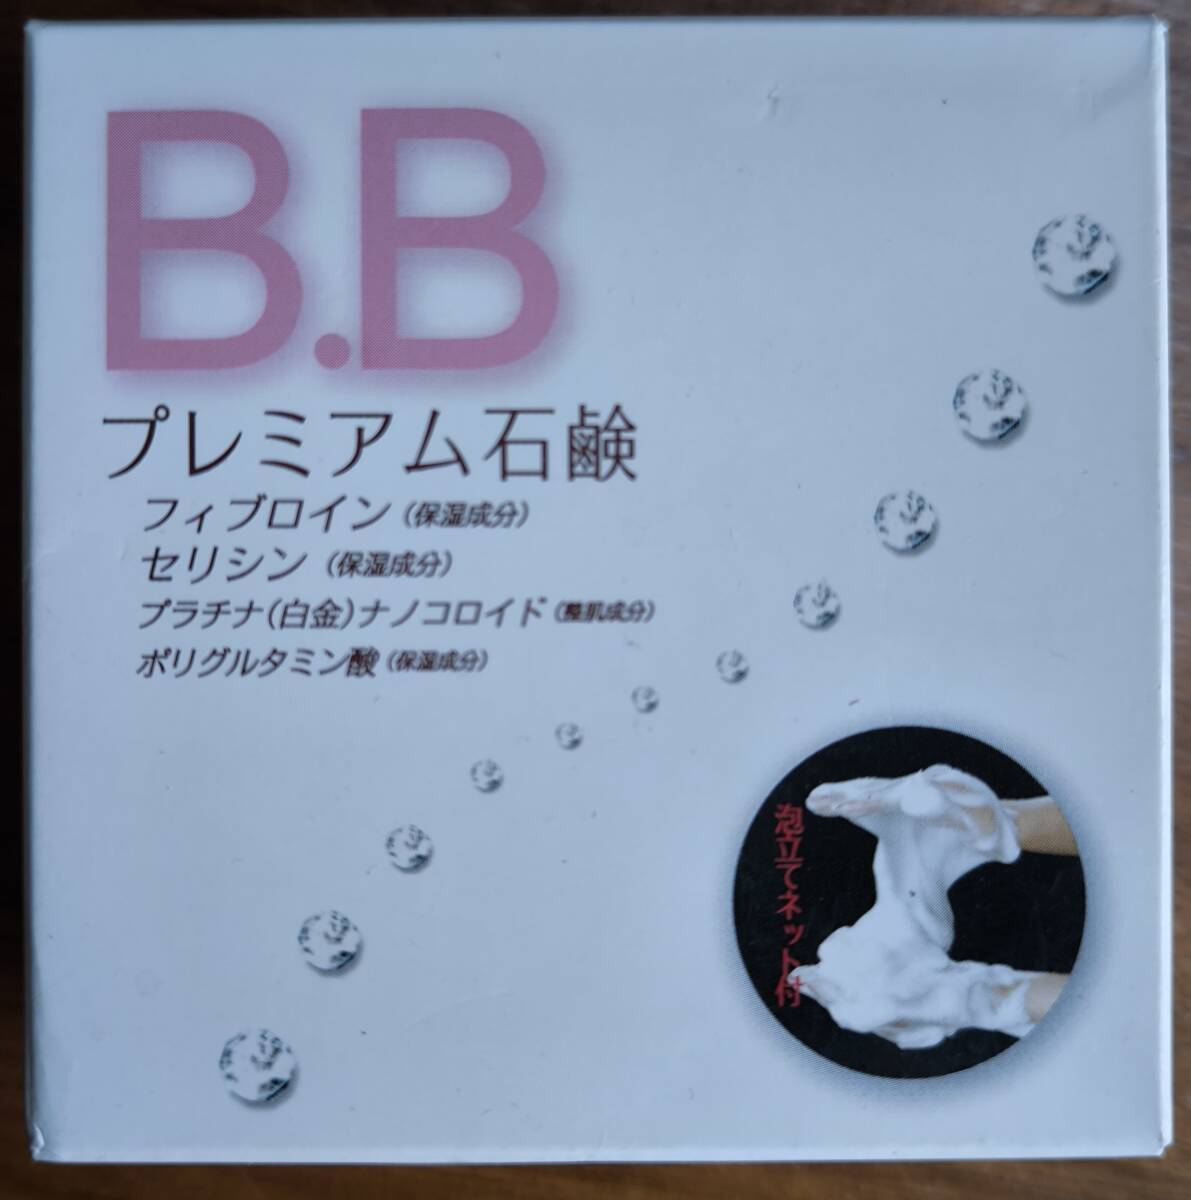 B.B
プレミアム石鹸
フィブロイン(保湿成分)
セリシン(保湿成分)
プラチナ(白金)ナノコロイド(整肌成分)
ポリグルタミン酸(保湿成分)
泡立てネット付